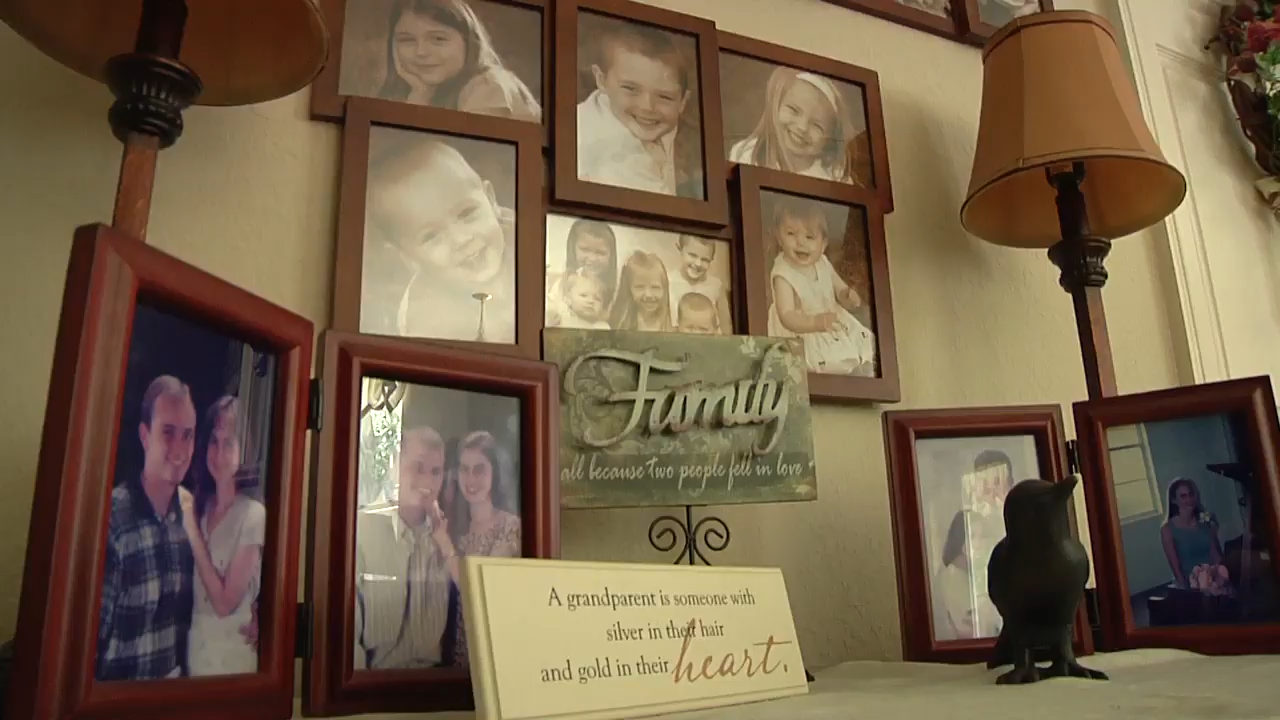 Family
all because two people fell in love
A grandparent is someone with
silver in their hair
and gold in their heart.